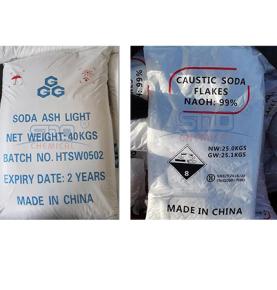 GGG
SODA ASH LIGHT
NET WEIGHT:40KGS
BATCH NO.HTSW0502
EXPIRY DATE: 2 YEARS
MADE IN CHINA
99%
CAUSTIC SODA
FLAKES
NAOH: 99%
8
NW:25.0KGS
GW:25.1KGS
MADE IN CHINA